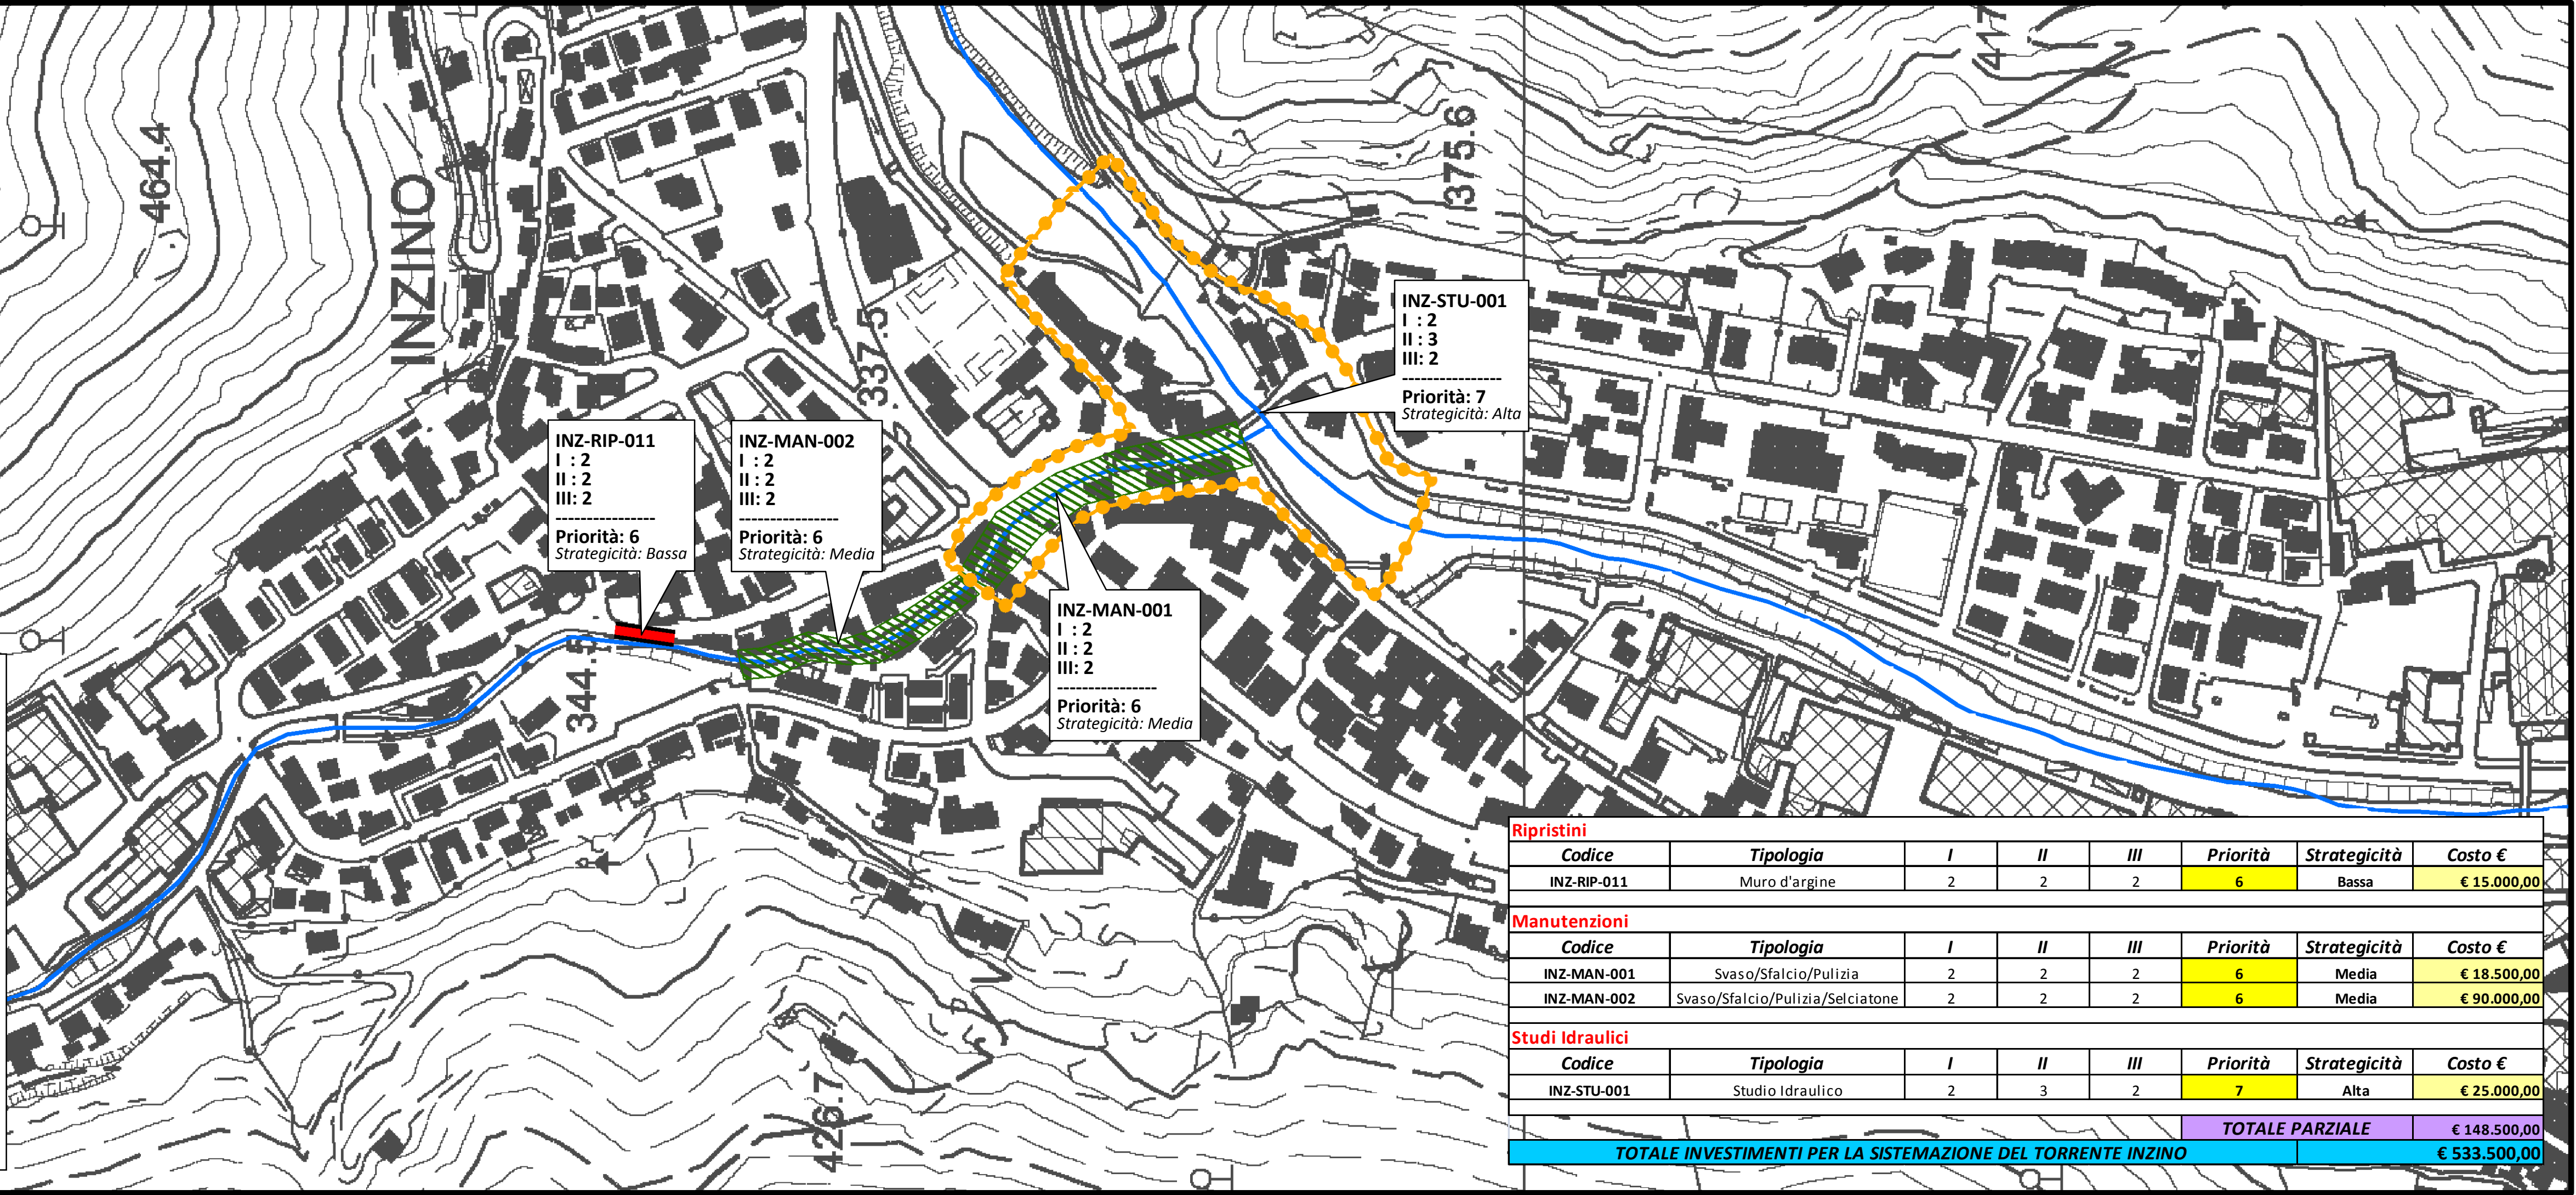 464.4
INZINO
337.5
375.6
417
344.5
426.7
INZ-RIP-011
I : 2
II : 2
III: 2
----------------
Priorità: 6
Strategicità: Bassa
INZ-MAN-002
I : 2
II : 2
III: 2
----------------
Priorità: 6
Strategicità: Media
INZ-STU-001
I : 2
II : 3
III: 2
----------------
Priorità: 7
Strategicità: Alta
INZ-MAN-001
I : 2
II : 2
III: 2
----------------
Priorità: 6
Strategicità: Media
Ripristini
Codice Tipologia I II III Priorità Strategicità Costo €
INZ-RIP-011 Muro d'argine 2 2 2 6 Bassa € 15.000,00
Manutenzioni
Codice Tipologia I II III Priorità Strategicità Costo €
INZ-MAN-001 Svaso/Sfalcio/Pulizia 2 2 2 6 Media € 18.500,00
INZ-MAN-002 Svaso/Sfalcio/Pulizia/Selciatone 2 2 2 6 Media € 90.000,00
Studi Idraulici
Codice Tipologia I II III Priorità Strategicità Costo €
INZ-STU-001 Studio Idraulico 2 3 2 7 Alta € 25.000,00
TOTALE PARZIALE € 148.500,00
TOTALE INVESTIMENTI PER LA SISTEMAZIONE DEL TORRENTE INZINO € 533.500,00